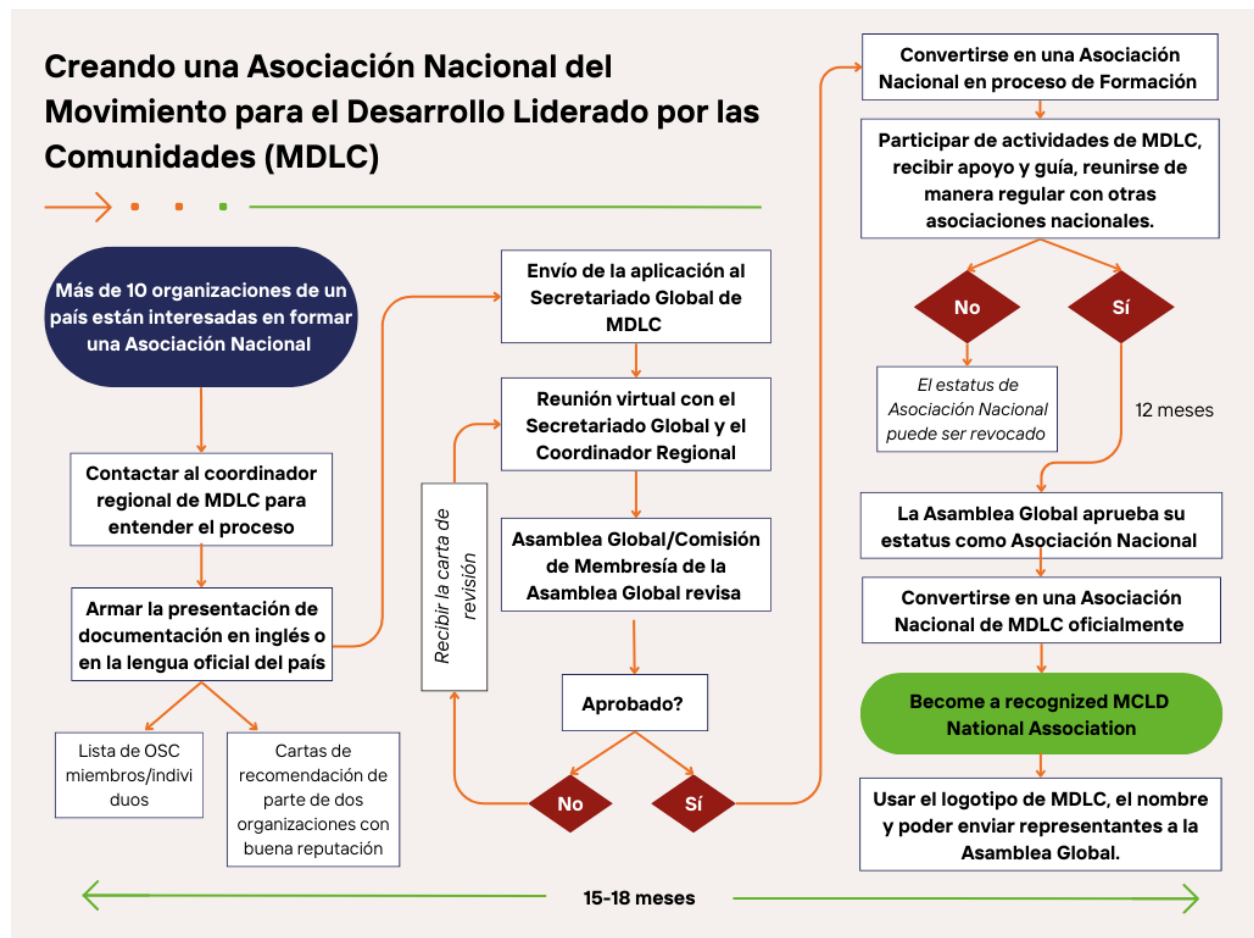 Creando una Asociación Nacional del
Movimiento para el Desarrollo Liderado por las
Comunidades (MDLC)
Más de 10 organizaciones de un
país están interesadas en formar
una Asociación Nacional
Contactar al coordinador
regional de MDLC para
entender el proceso
Armar la presentación de
documentación en inglés o
en la lengua oficial del país
Lista de OSC
miembros/indivi
duos
Cartas de
recomendación de
parte de dos
organizaciones con
buena reputación
Envío de la aplicación al
Secretariado Global de
MDLC
Reunión virtual con el
Secretariado Global y el
Coordinador Regional
Asamblea Global/Comisión
de Membresía de la
Asamblea Global revisa
Aprobado?
No
Sí
Recibir la carta de
revisión
Convertirse en una Asociación
Nacional en proceso de Formación
Participar de actividades de MDLC,
recibir apoyo y guía, reunirse de
manera regular con otras
asociaciones nacionales.
No
Sí
El estatus de
Asociación Nacional
puede ser revocado
12 meses
La Asamblea Global aprueba su
estatus como Asociación Nacional
Convertirse en una Asociación
Nacional de MDLC oficialmente
Become a recognized MCLD
National Association
Usar el logotipo de MDLC, el nombre
y poder enviar representantes a la
Asamblea Global.
15-18 meses